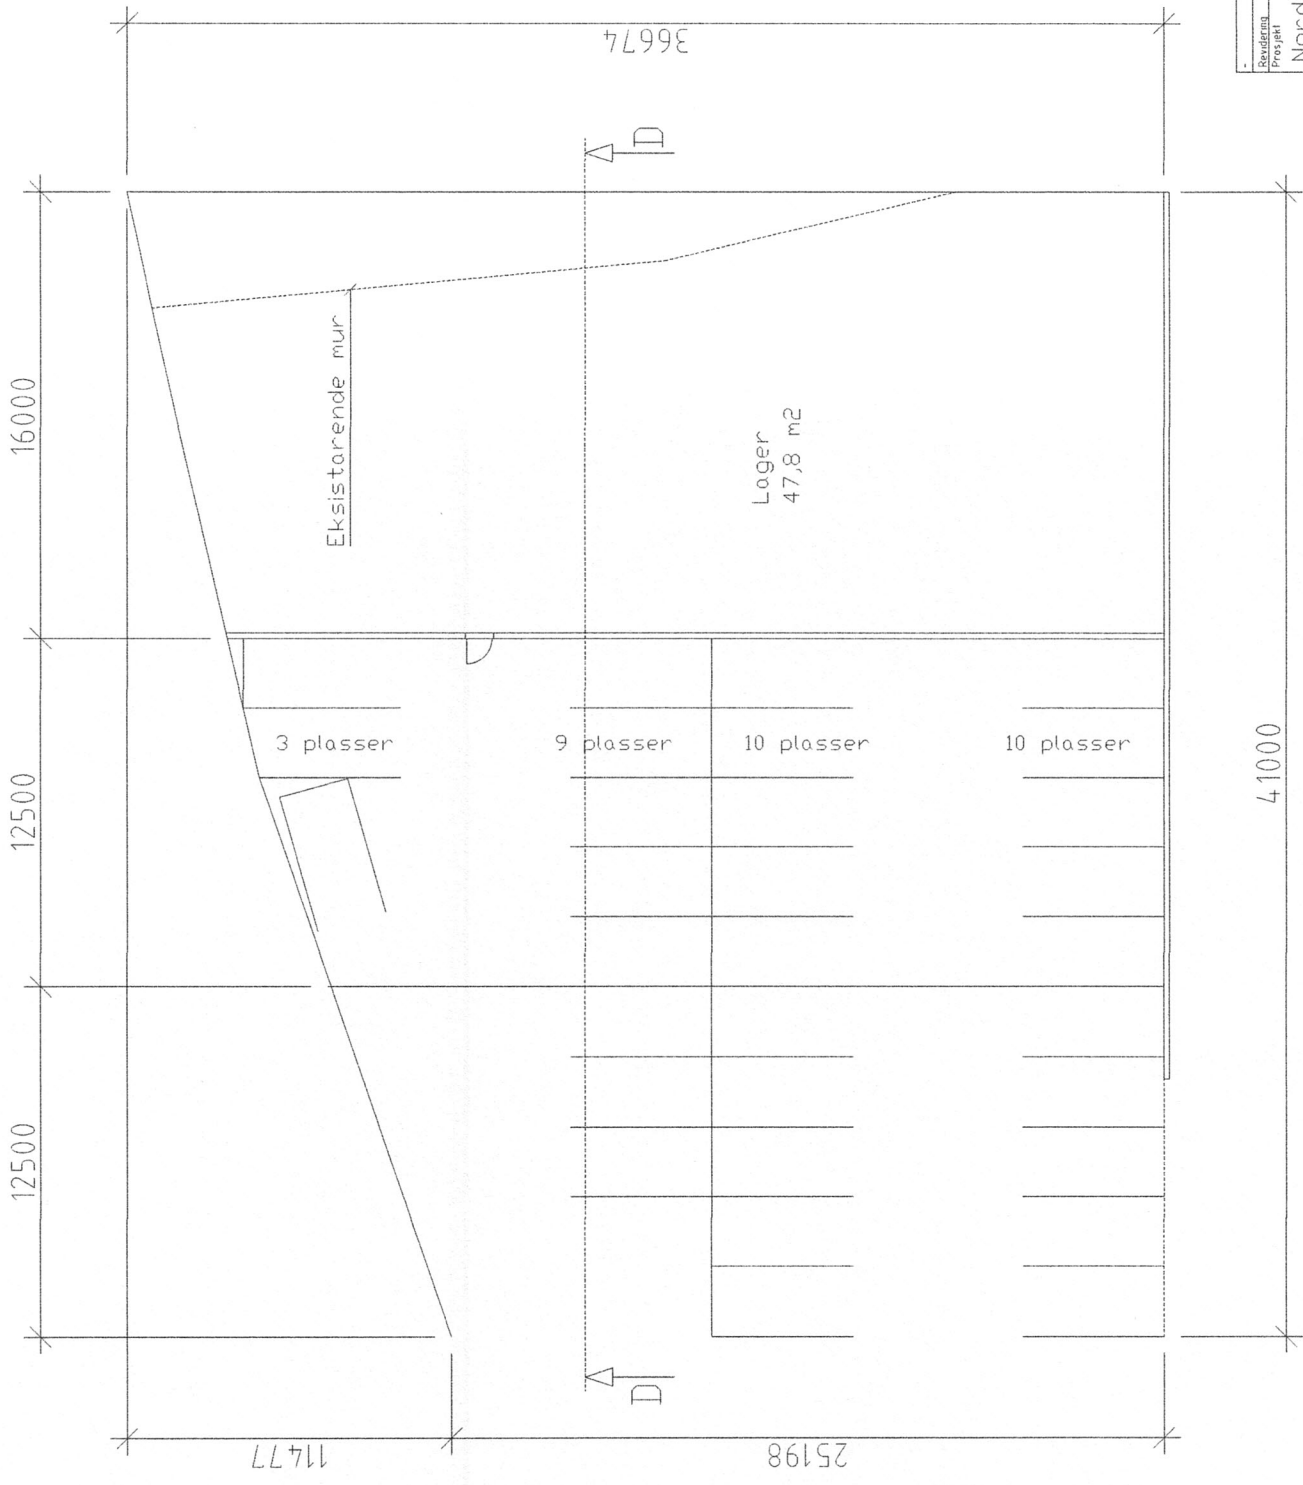 36674
-
Revidering
Prosjekt
Nord
D
16000
Eksistarende mur
Lager
47,8 m2
12500
3 plasser
9 plasser
10 plasser
10 plasser
41000
12500
D
11477
25198